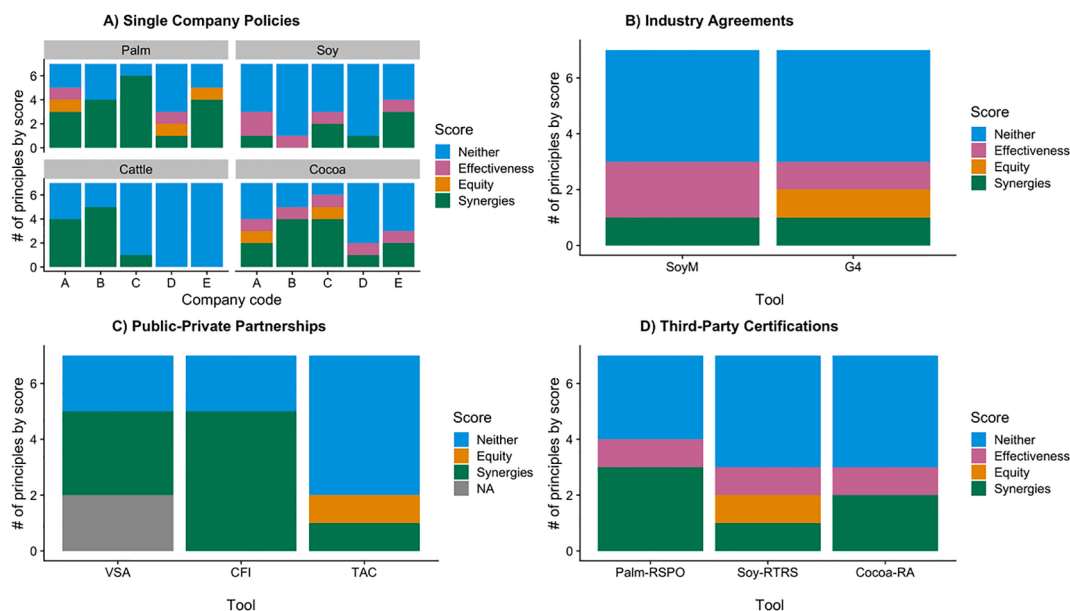 A) Single Company Policies
Palm
Soy
6
4
2
0
Cattle
Cocoa
6
4
2
0
# of principles by score
A B C D E
A B C D E
Company code
Score
Neither
Effectiveness
Equity
Synergies
B) Industry Agreements
# of principles by score
6
4
2
0
SoyM
G4
Tool
Score
Neither
Effectiveness
Equity
Synergies
C) Public-Private Partnerships
# of principles by score
6
4
2
0
VSA
CFI
TAC
Tool
Score
Neither
Equity
Synergies
NA
D) Third-Party Certifications
# of principles by score
6
4
2
0
Palm-RSPO
Soy-RTRS
Cocoa-RA
Tool
Score
Neither
Effectiveness
Equity
Synergies